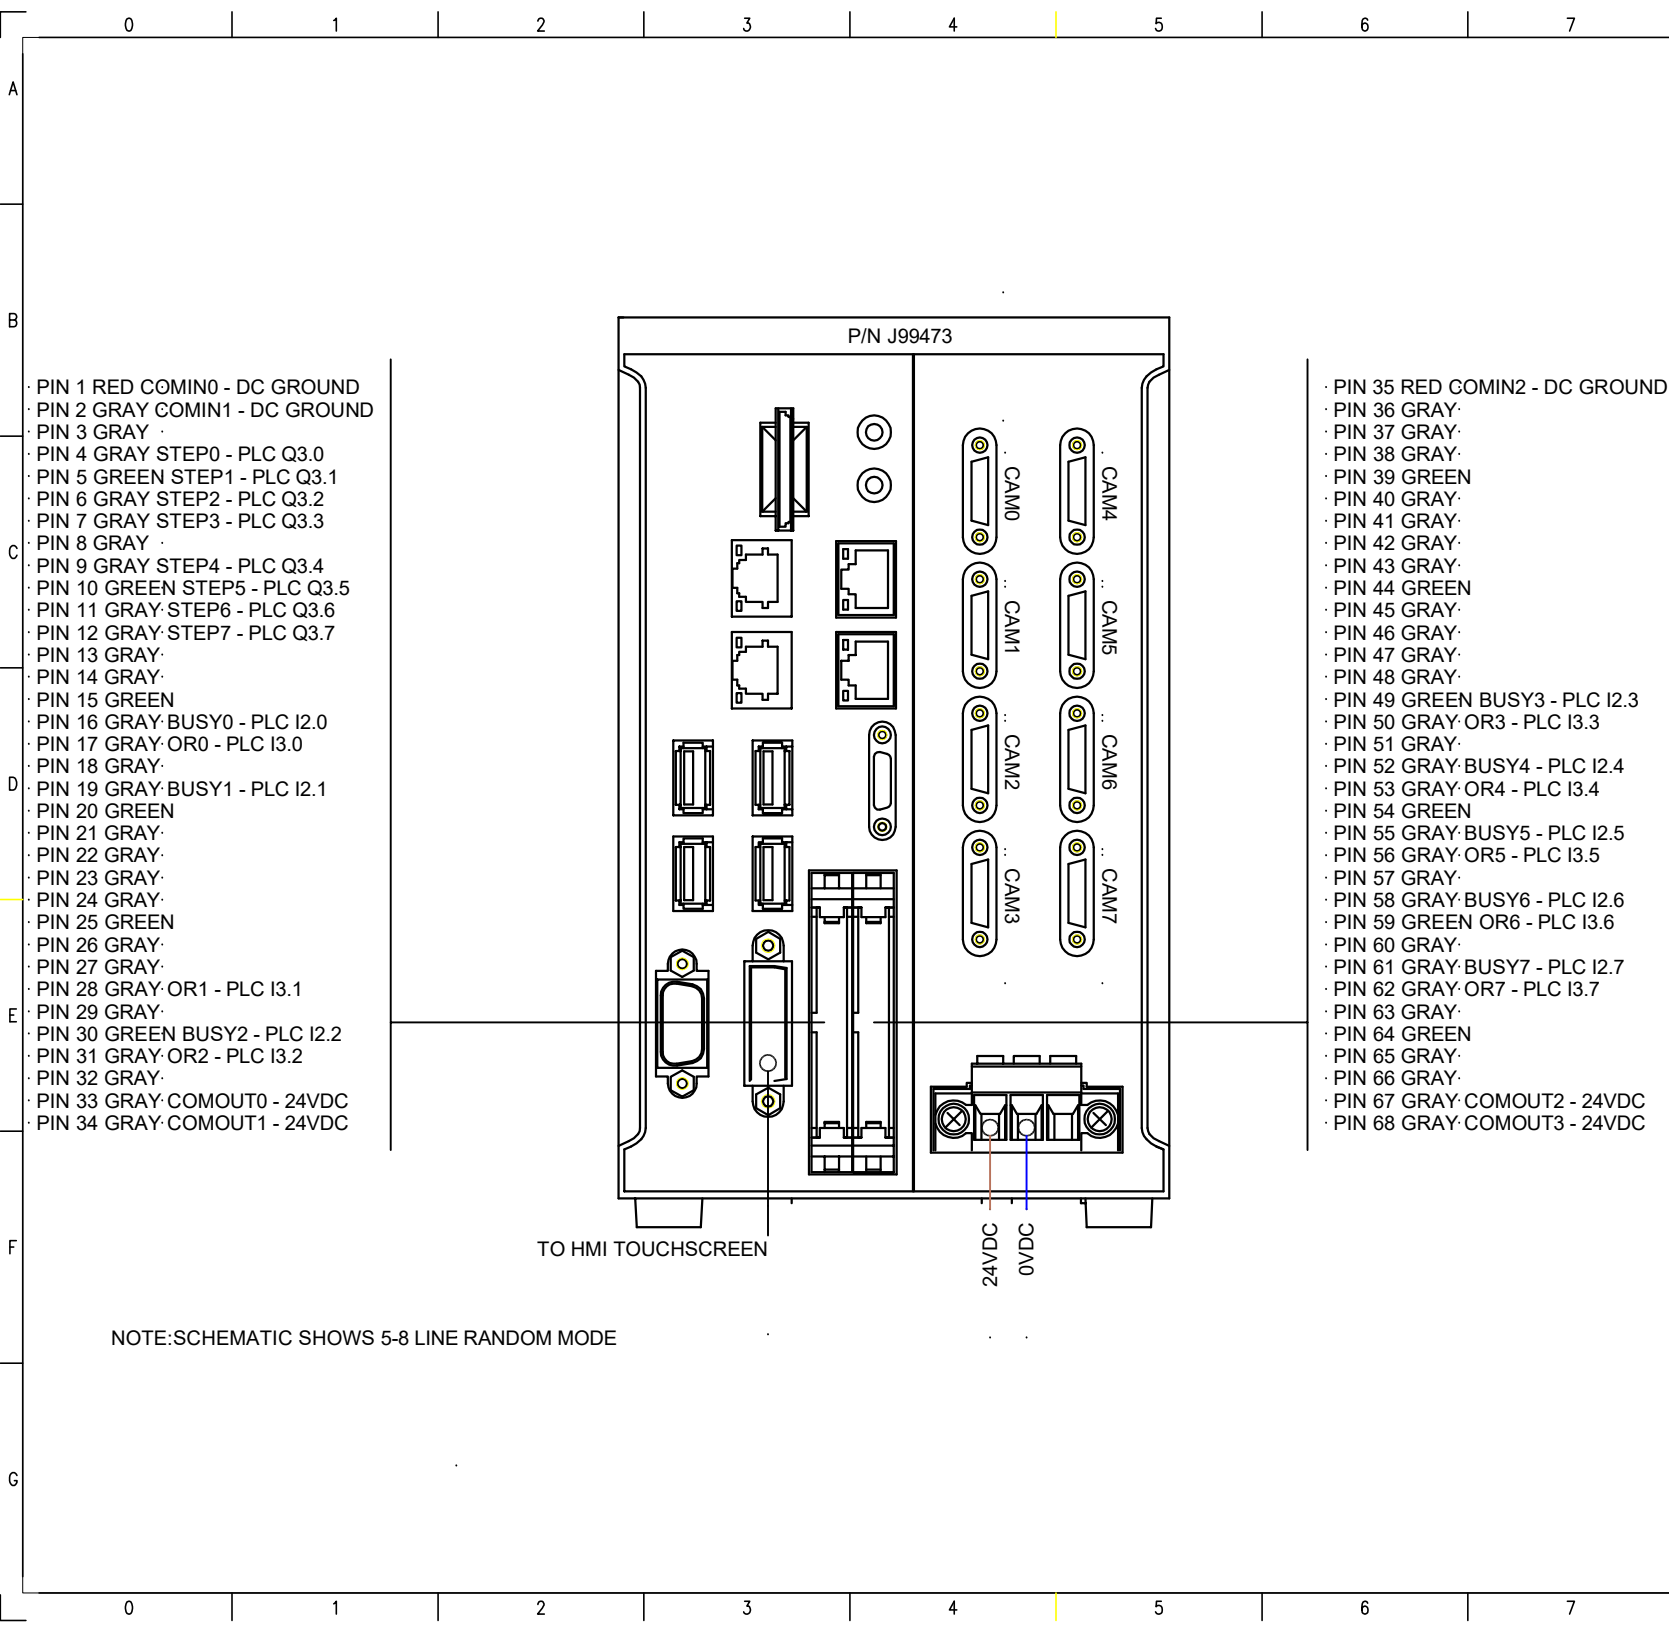 0 1 2 3 4 5 6 7
A
B
C
D
E
F
G
P/N J99473
PIN 1 RED COMIN0 - DC GROUND
PIN 2 GRAY COMIN1 - DC GROUND
PIN 3 GRAY
PIN 4 GRAY STEP0 - PLC Q3.0
PIN 5 GREEN STEP1 - PLC Q3.1
PIN 6 GRAY STEP2 - PLC Q3.2
PIN 7 GRAY STEP3 - PLC Q3.3
PIN 8 GRAY
PIN 9 GRAY STEP4 - PLC Q3.4
PIN 10 GREEN STEP5 - PLC Q3.5
PIN 11 GRAY STEP6 - PLC Q3.6
PIN 12 GRAY STEP7 - PLC Q3.7
PIN 13 GRAY
PIN 14 GRAY
PIN 15 GREEN
PIN 16 GRAY BUSY0 - PLC I2.0
PIN 17 GRAY OR0 - PLC I3.0
PIN 18 GRAY
PIN 19 GRAY BUSY1 - PLC I2.1
PIN 20 GREEN
PIN 21 GRAY
PIN 22 GRAY
PIN 23 GRAY
PIN 24 GRAY
PIN 25 GREEN
PIN 26 GRAY
PIN 27 GRAY
PIN 28 GRAY OR1 - PLC I3.1
PIN 29 GRAY
PIN 30 GREEN BUSY2 - PLC I2.2
PIN 31 GRAY OR2 - PLC I3.2
PIN 32 GRAY
PIN 33 GRAY COMOUT0 - 24VDC
PIN 34 GRAY COMOUT1 - 24VDC
CAM0
CAM4
CAM1
CAM5
CAM2
CAM6
CAM3
CAM7
PIN 35 RED COMIN2 - DC GROUND
PIN 36 GRAY
PIN 37 GRAY
PIN 38 GRAY
PIN 39 GREEN
PIN 40 GRAY
PIN 41 GRAY
PIN 42 GRAY
PIN 43 GRAY
PIN 44 GREEN
PIN 45 GRAY
PIN 46 GRAY
PIN 47 GRAY
PIN 48 GRAY
PIN 49 GREEN BUSY3 - PLC I2.3
PIN 50 GRAY OR3 - PLC I3.3
PIN 51 GRAY
PIN 52 GRAY BUSY4 - PLC I2.4
PIN 53 GRAY OR4 - PLC I3.4
PIN 54 GREEN
PIN 55 GRAY BUSY5 - PLC I2.5
PIN 56 GRAY OR5 - PLC I3.5
PIN 57 GRAY
PIN 58 GRAY BUSY6 - PLC I2.6
PIN 59 GREEN OR6 - PLC I3.6
PIN 60 GRAY
PIN 61 GRAY BUSY7 - PLC I2.7
PIN 62 GRAY OR7 - PLC I3.7
PIN 63 GRAY
PIN 64 GREEN
PIN 65 GRAY
PIN 66 GRAY
PIN 67 GRAY COMOUT2 - 24VDC
PIN 68 GRAY COMOUT3 - 24VDC
TO HMI TOUCHSCREEN
24VDC
0VDC
NOTE:SCHEMATIC SHOWS 5-8 LINE RANDOM MODE
0 1 2 3 4 5 6 7